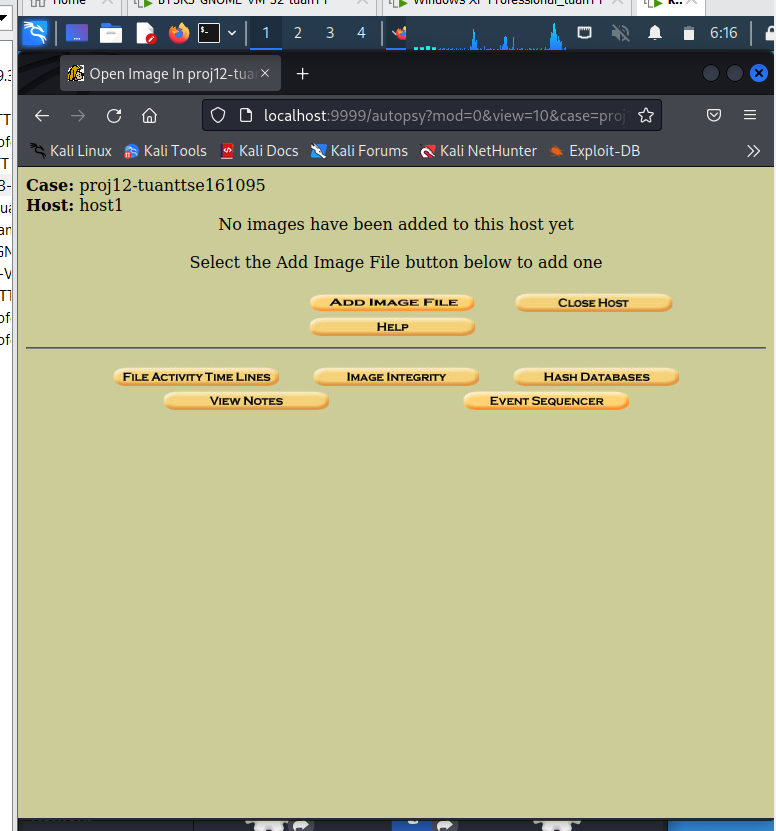 Home
BT5R3-GNOME-VM-32-tuanTT
1 2 3 4 6:16
Open Image In proj12-tua
localhost:9999/autopsy?mod=0&view=10&case=proj
Kali Linux Kali Tools Kali Docs Kali Forums Kali NetHunter Exploit-DB
Case: proj12-tuanttse161095
Host: host1
No images have been added to this host yet
Select the Add Image File button below to add one
ADD IMAGE FILE CLOSE HOST
HELP
FILE ACTIVITY TIME LINES IMAGE INTEGRITY HASH DATABASES
VIEW NOTES EVENT SEQUENCER